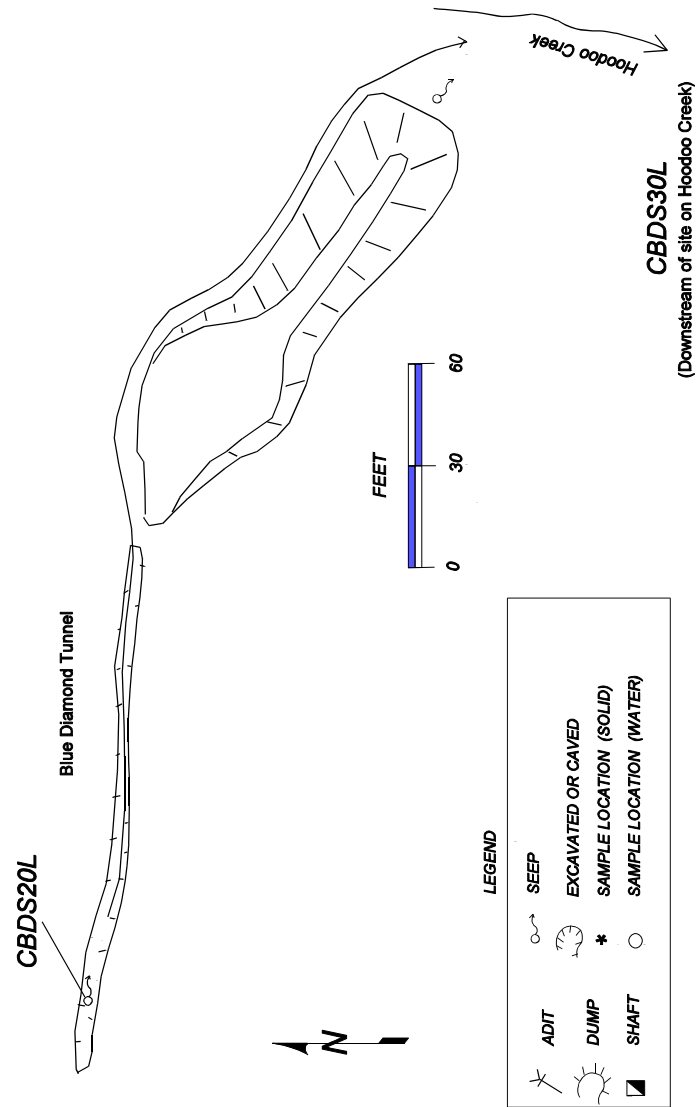 CBDS20L
Blue Diamond Tunnel
Hoodoo Creek
CBDS30L
(Downstream of site on Hoodoo Creek)
N
FEET
0 30 60
LEGEND
ADIT
SEEP
DUMP
EXCAVATED OR CAVED
* SAMPLE LOCATION (SOLID)
SHAFT
SAMPLE LOCATION (WATER)